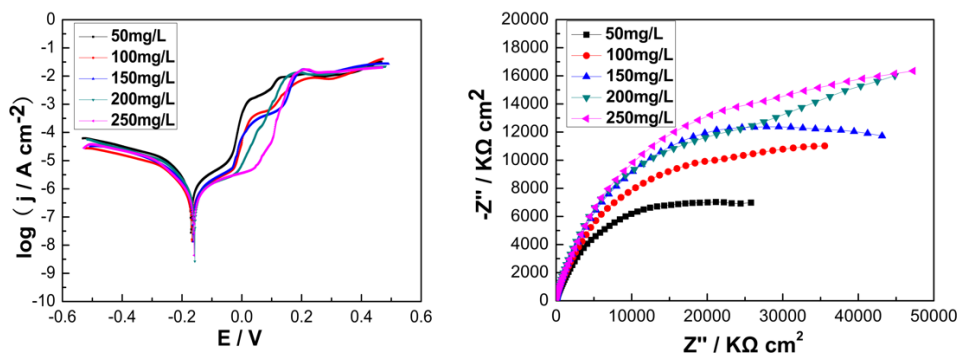 0
-1
-2
-3
-4
-5
-6
-7
-8
-9
-10
log（j / A cm-2）
50mg/L
100mg/L
150mg/L
200mg/L
250mg/L
-0.6 -0.4 -0.2 0.0 0.2 0.4 0.6
E / V
20000
18000
16000
14000
12000
10000
8000
6000
4000
2000
0
-Z'' / KΩ cm2
50mg/L
100mg/L
150mg/L
200mg/L
250mg/L
0 10000 20000 30000 40000 50000
Z'' / KΩ cm2